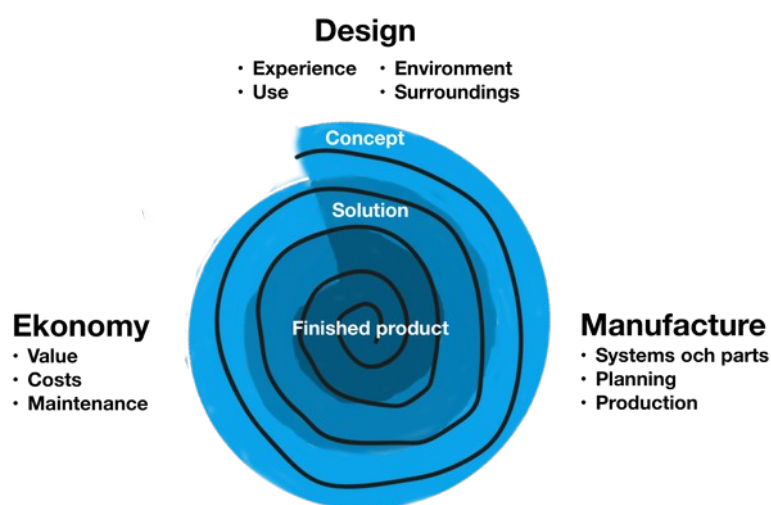 Design
• Experience • Environment
• Use • Surroundings
Concept
Solution
Finished product
Ekonomy
• Value
• Costs
• Maintenance
Manufacture
• Systems och parts
• Planning
• Production